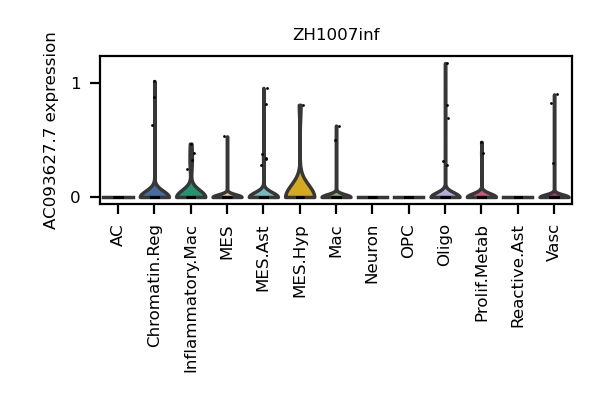 ZH1007inf
AC093627.7 expression
1
0
AC
Chromatin.Reg
Inflammatory.Mac
MES
MES.Ast
MES.Hyp
Mac
Neuron
OPC
Oligo
Prolif.Metab
Reactive.Ast
Vasc